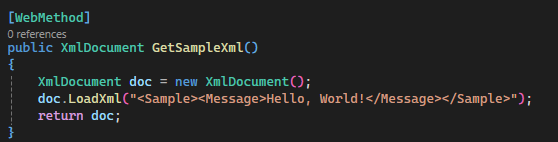 [WebMethod]
0 references
public XmlDocument GetSampleXml()
{
XmlDocument doc = new XmlDocument();
doc.LoadXml("<Sample><Message>Hello, World!</Message></Sample>");
return doc;
}